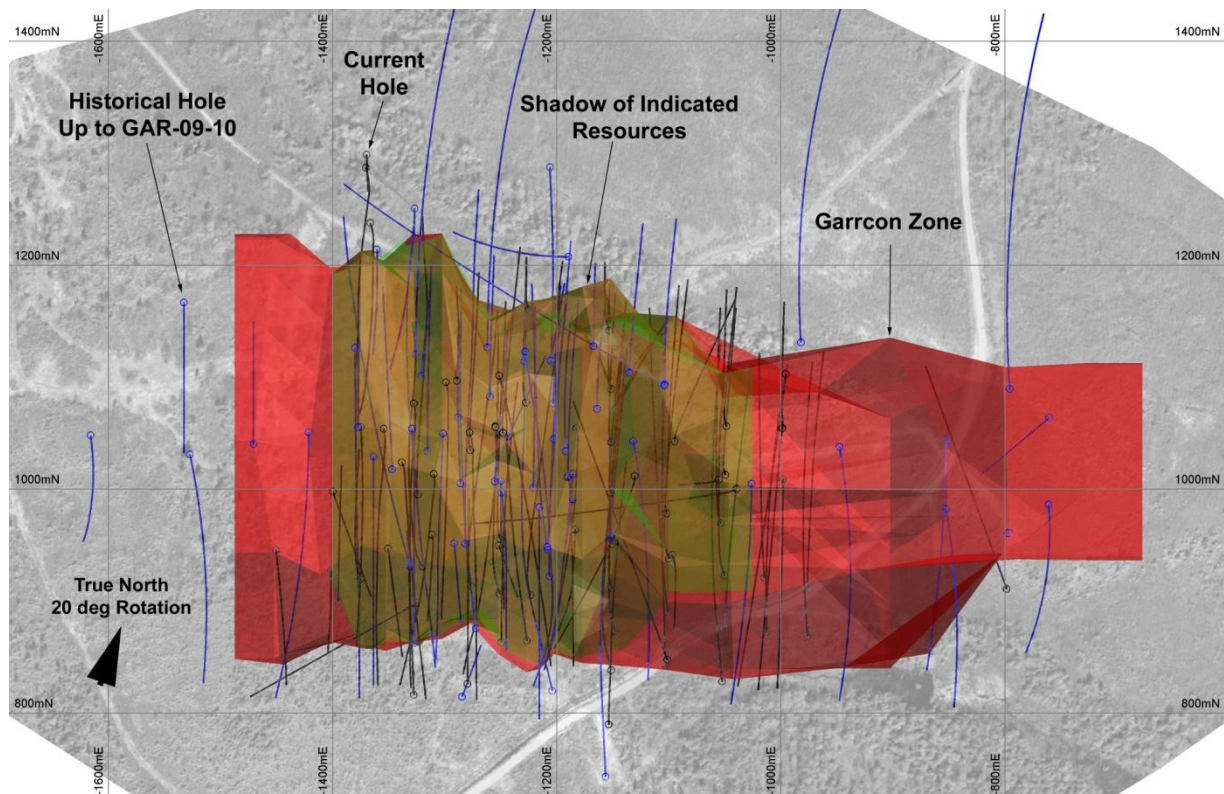 -1600mE
-1400mE
-1200mE
-1000mE
-800mE
1400mN
1400mN
Current
Hole
Historical Hole
Up to GAR-09-10
Shadow of Indicated
Resources
Garrcon Zone
1200mN
1200mN
1000mN
1000mN
True North
20 deg Rotation
800mN
800mN
-1600mE
-1400mE
-1200mE
-1000mE
-800mE